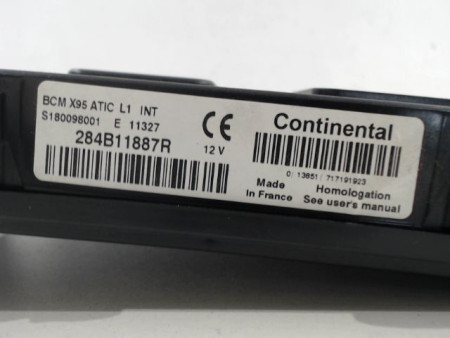 BCM X95 ATIC L1 INT
S180098001 E 11327
284B11887R
CE
12 V
Continental
0: 13851/ 717191923
Made
In France
Homologation
See user's manual